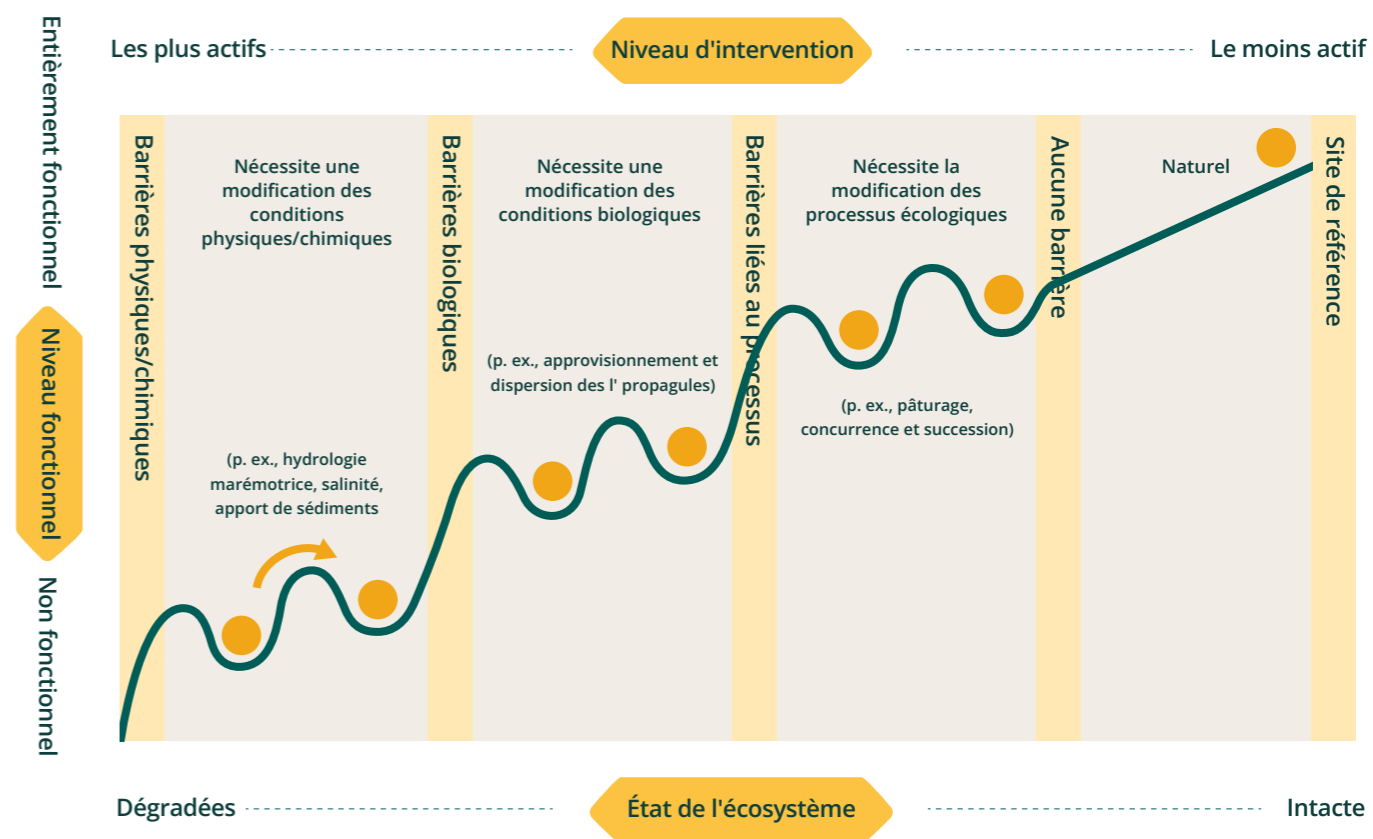 Les plus actifs
Niveau d'intervention
Le moins actif
Entièrement fonctionnel
Niveau fonctionnel
Non fonctionnel
Barrières physiques/chimiques
Nécessite une
modification des
conditions
physiques/chimiques
(p. ex., hydrologie
marémotrice, salinité,
apport de sédiments
Barrières biologiques
Nécessite une
modification des
conditions biologiques
(p. ex., approvisionnement et
dispersion des l' propagules)
Barrières liées au processus
Nécessite la
modification des
processus écologiques
(p. ex., pâturage,
concurrence et succession)
Aucune barrière
Naturel
Site de référence
Dégradées
État de l'écosystème
Intacte